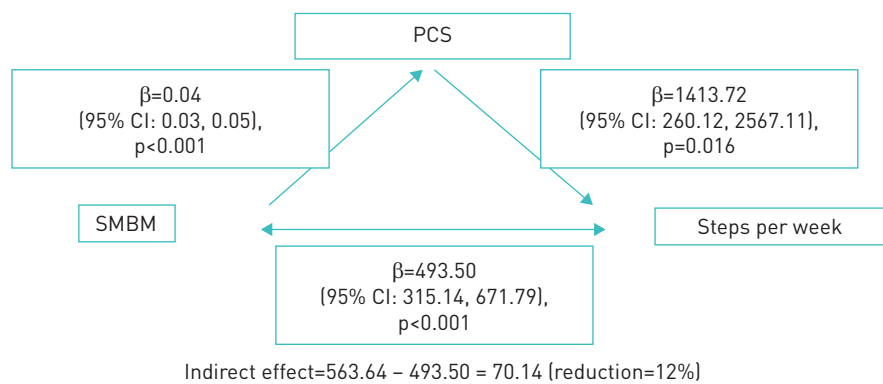 PCS
β=0.04
(95% CI: 0.03, 0.05),
p<0.001
β=1413.72
(95% CI: 260.12, 2567.11),
p=0.016
SMBM
Steps per week
β=493.50
(95% CI: 315.14, 671.79),
p<0.001
Indirect effect=563.64 – 493.50 = 70.14 (reduction=12%)